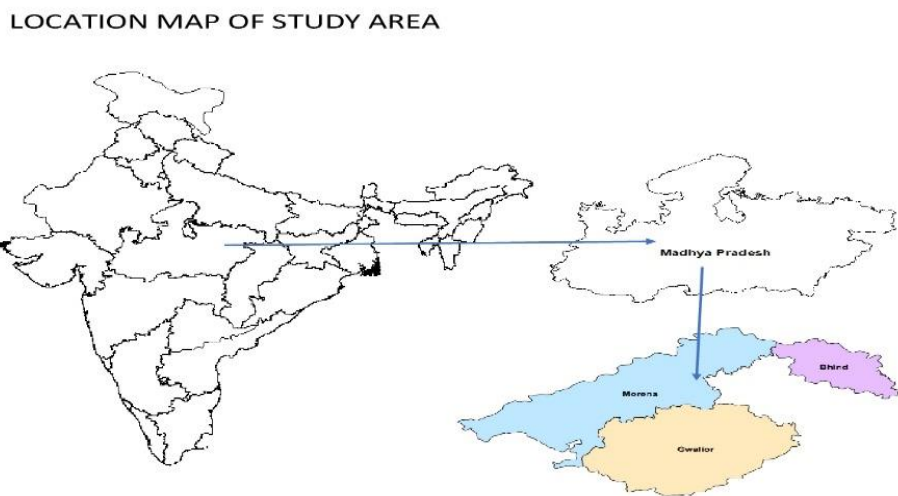 LOCATION MAP OF STUDY AREA
Madhya Pradesh
Bhind
Morena
Gwalior